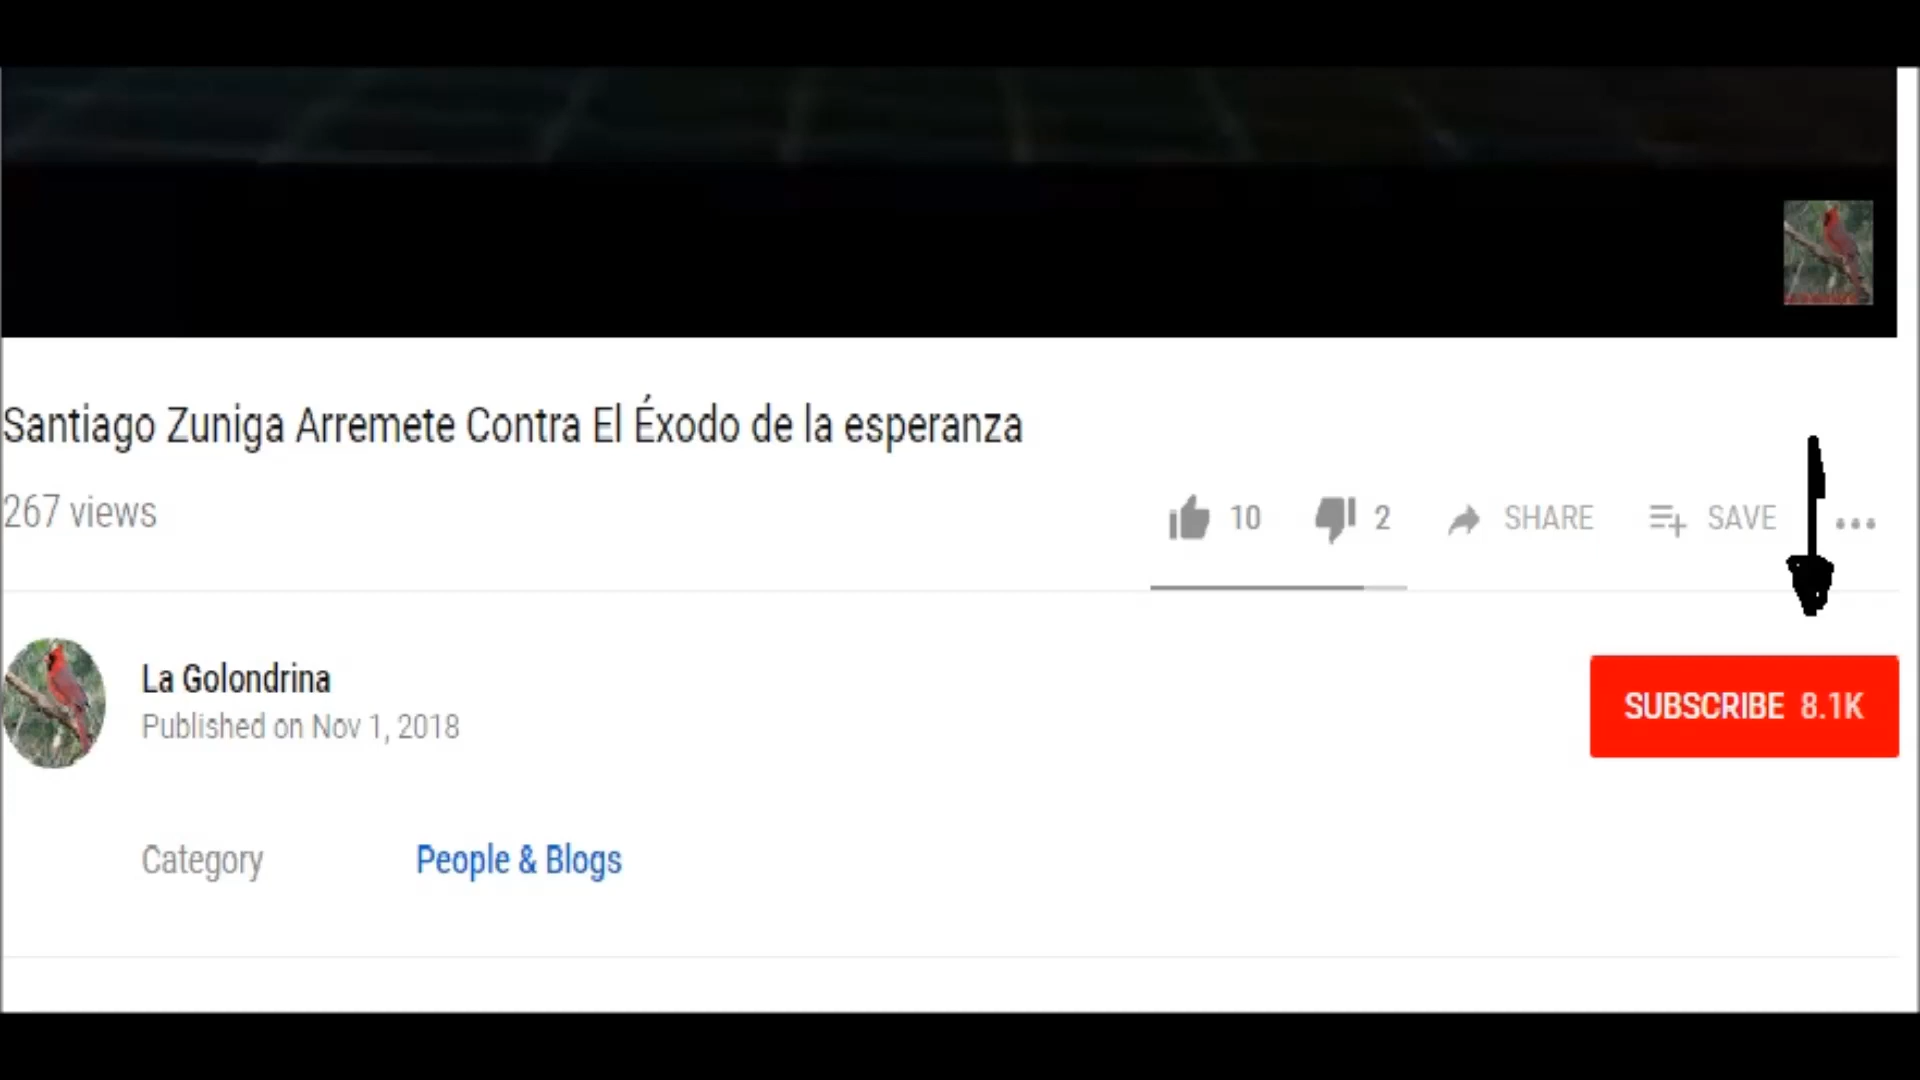 Santiago Zuniga Arremete Contra El Éxodo de la esperanza
267 views
10 2 SHARE SAVE
La Golondrina
Published on Nov 1, 2018
SUBSCRIBE 8.1K
Category People & Blogs